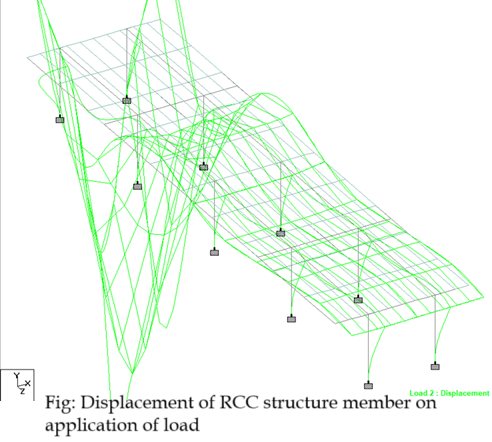 Y
X
Z
Load 2 : Displacement
Fig: Displacement of RCC structure member on
application of load